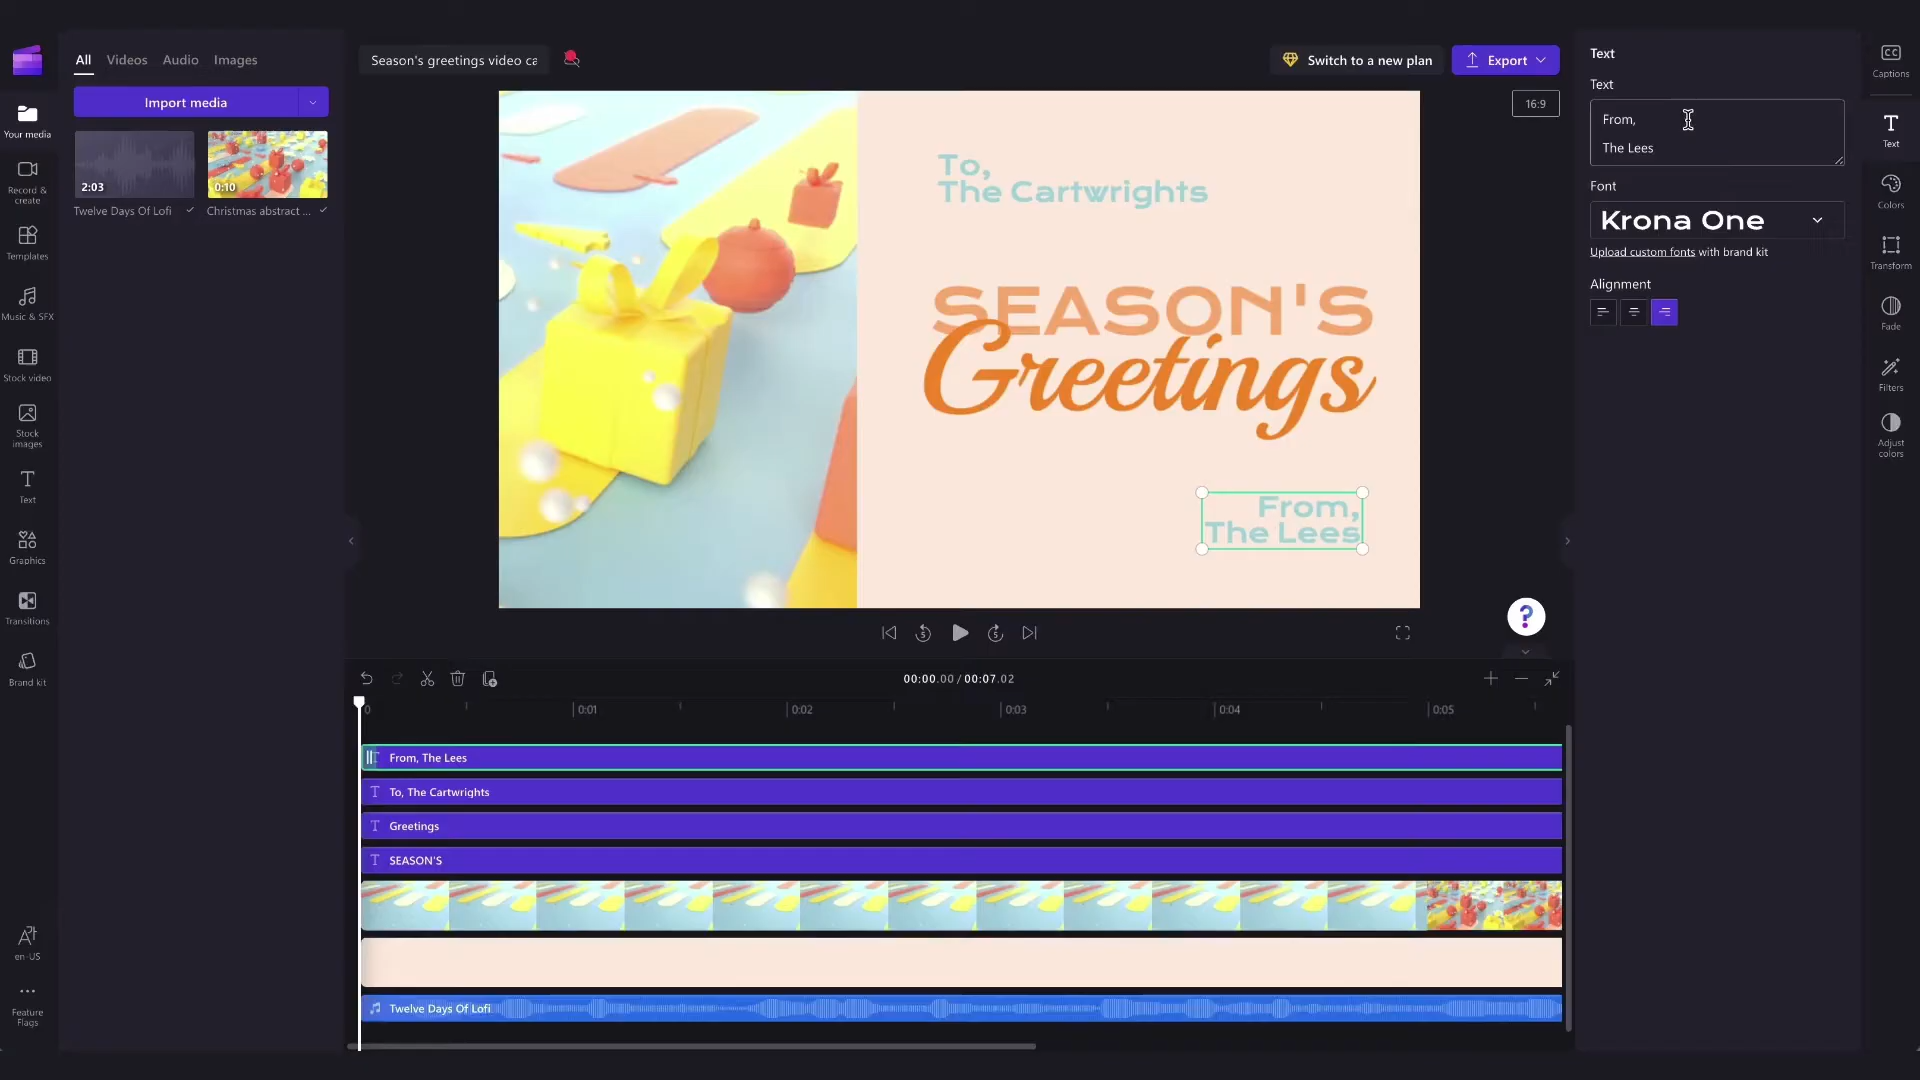 All Videos Audio Images
Import media
2:03
0:10
Twelve Days Of Lofi
Christmas abstract ...
Your media
Record &
create
Templates
Music & SFX
Stock video
Stock
images
Text
Graphics
Transitions
Brand kit
en-US
Feature
Flags
Season's greetings video ca
Switch to a new plan
Export
16:9
To,
The Cartwrights
SEASON'S
Greetings
From,
The Lees
5
5
?
00:00.00 / 00:07.02
0 0:01 0:02 0:03 0:04 0:05
From, The Lees
To, The Cartwrights
Greetings
SEASON'S
Twelve Days Of Lofi
Text
Text
From,
The Lees
Font
Krona One
Upload custom fonts with brand kit
Alignment
CC
Captions
Text
Colors
Transform
Fade
Filters
Adjust
colors